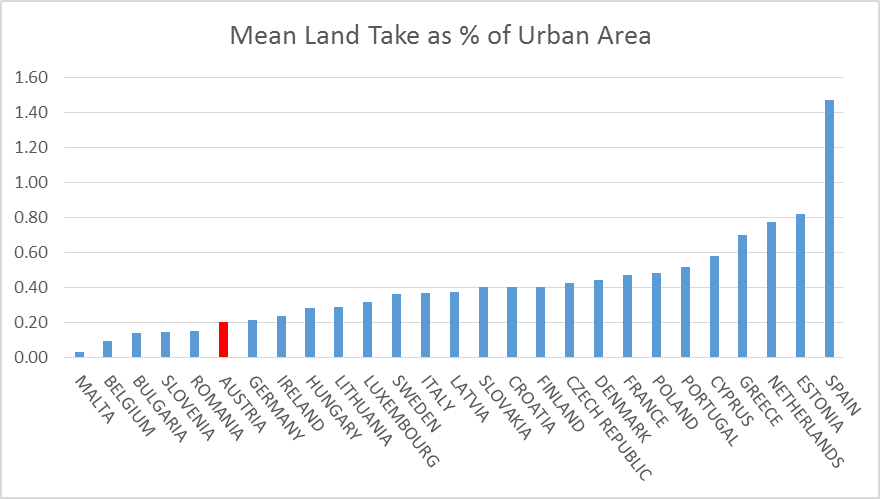 Mean Land Take as % of Urban Area
1.60
1.40
1.20
1.00
0.80
0.60
0.40
0.20
0.00
MALTA
BELGIUM
BULGARIA
SLOVENIA
ROMANIA
AUSTRIA
GERMANY
IRELAND
HUNGARY
LITHUANIA
LUXEMBOURG
SWEDEN
ITALY
LATVIA
SLOVAKIA
CROATIA
FINLAND
CZECH REPUBLIC
DENMARK
FRANCE
POLAND
PORTUGAL
CYPRUS
GREECE
NETHERLANDS
ESTONIA
SPAIN